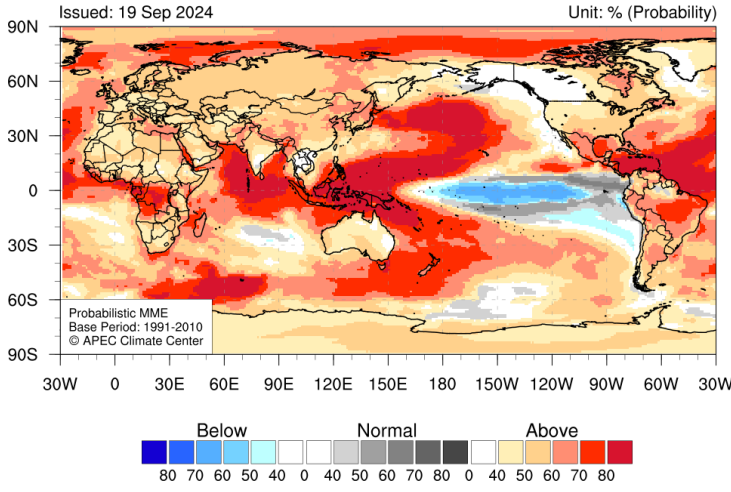 Issued: 19 Sep 2024 Unit: % (Probability)
90N
60N
30N
0
30S
60S
90S
Probabilistic MME
Base Period: 1991-2010
© APEC Climate Center
30W 0 30E 60E 90E 120E 150E 180 150W 120W 90W 60W 30W
Below Normal Above
80 70 60 50 40 0 40 50 60 70 80 0 40 50 60 70 80